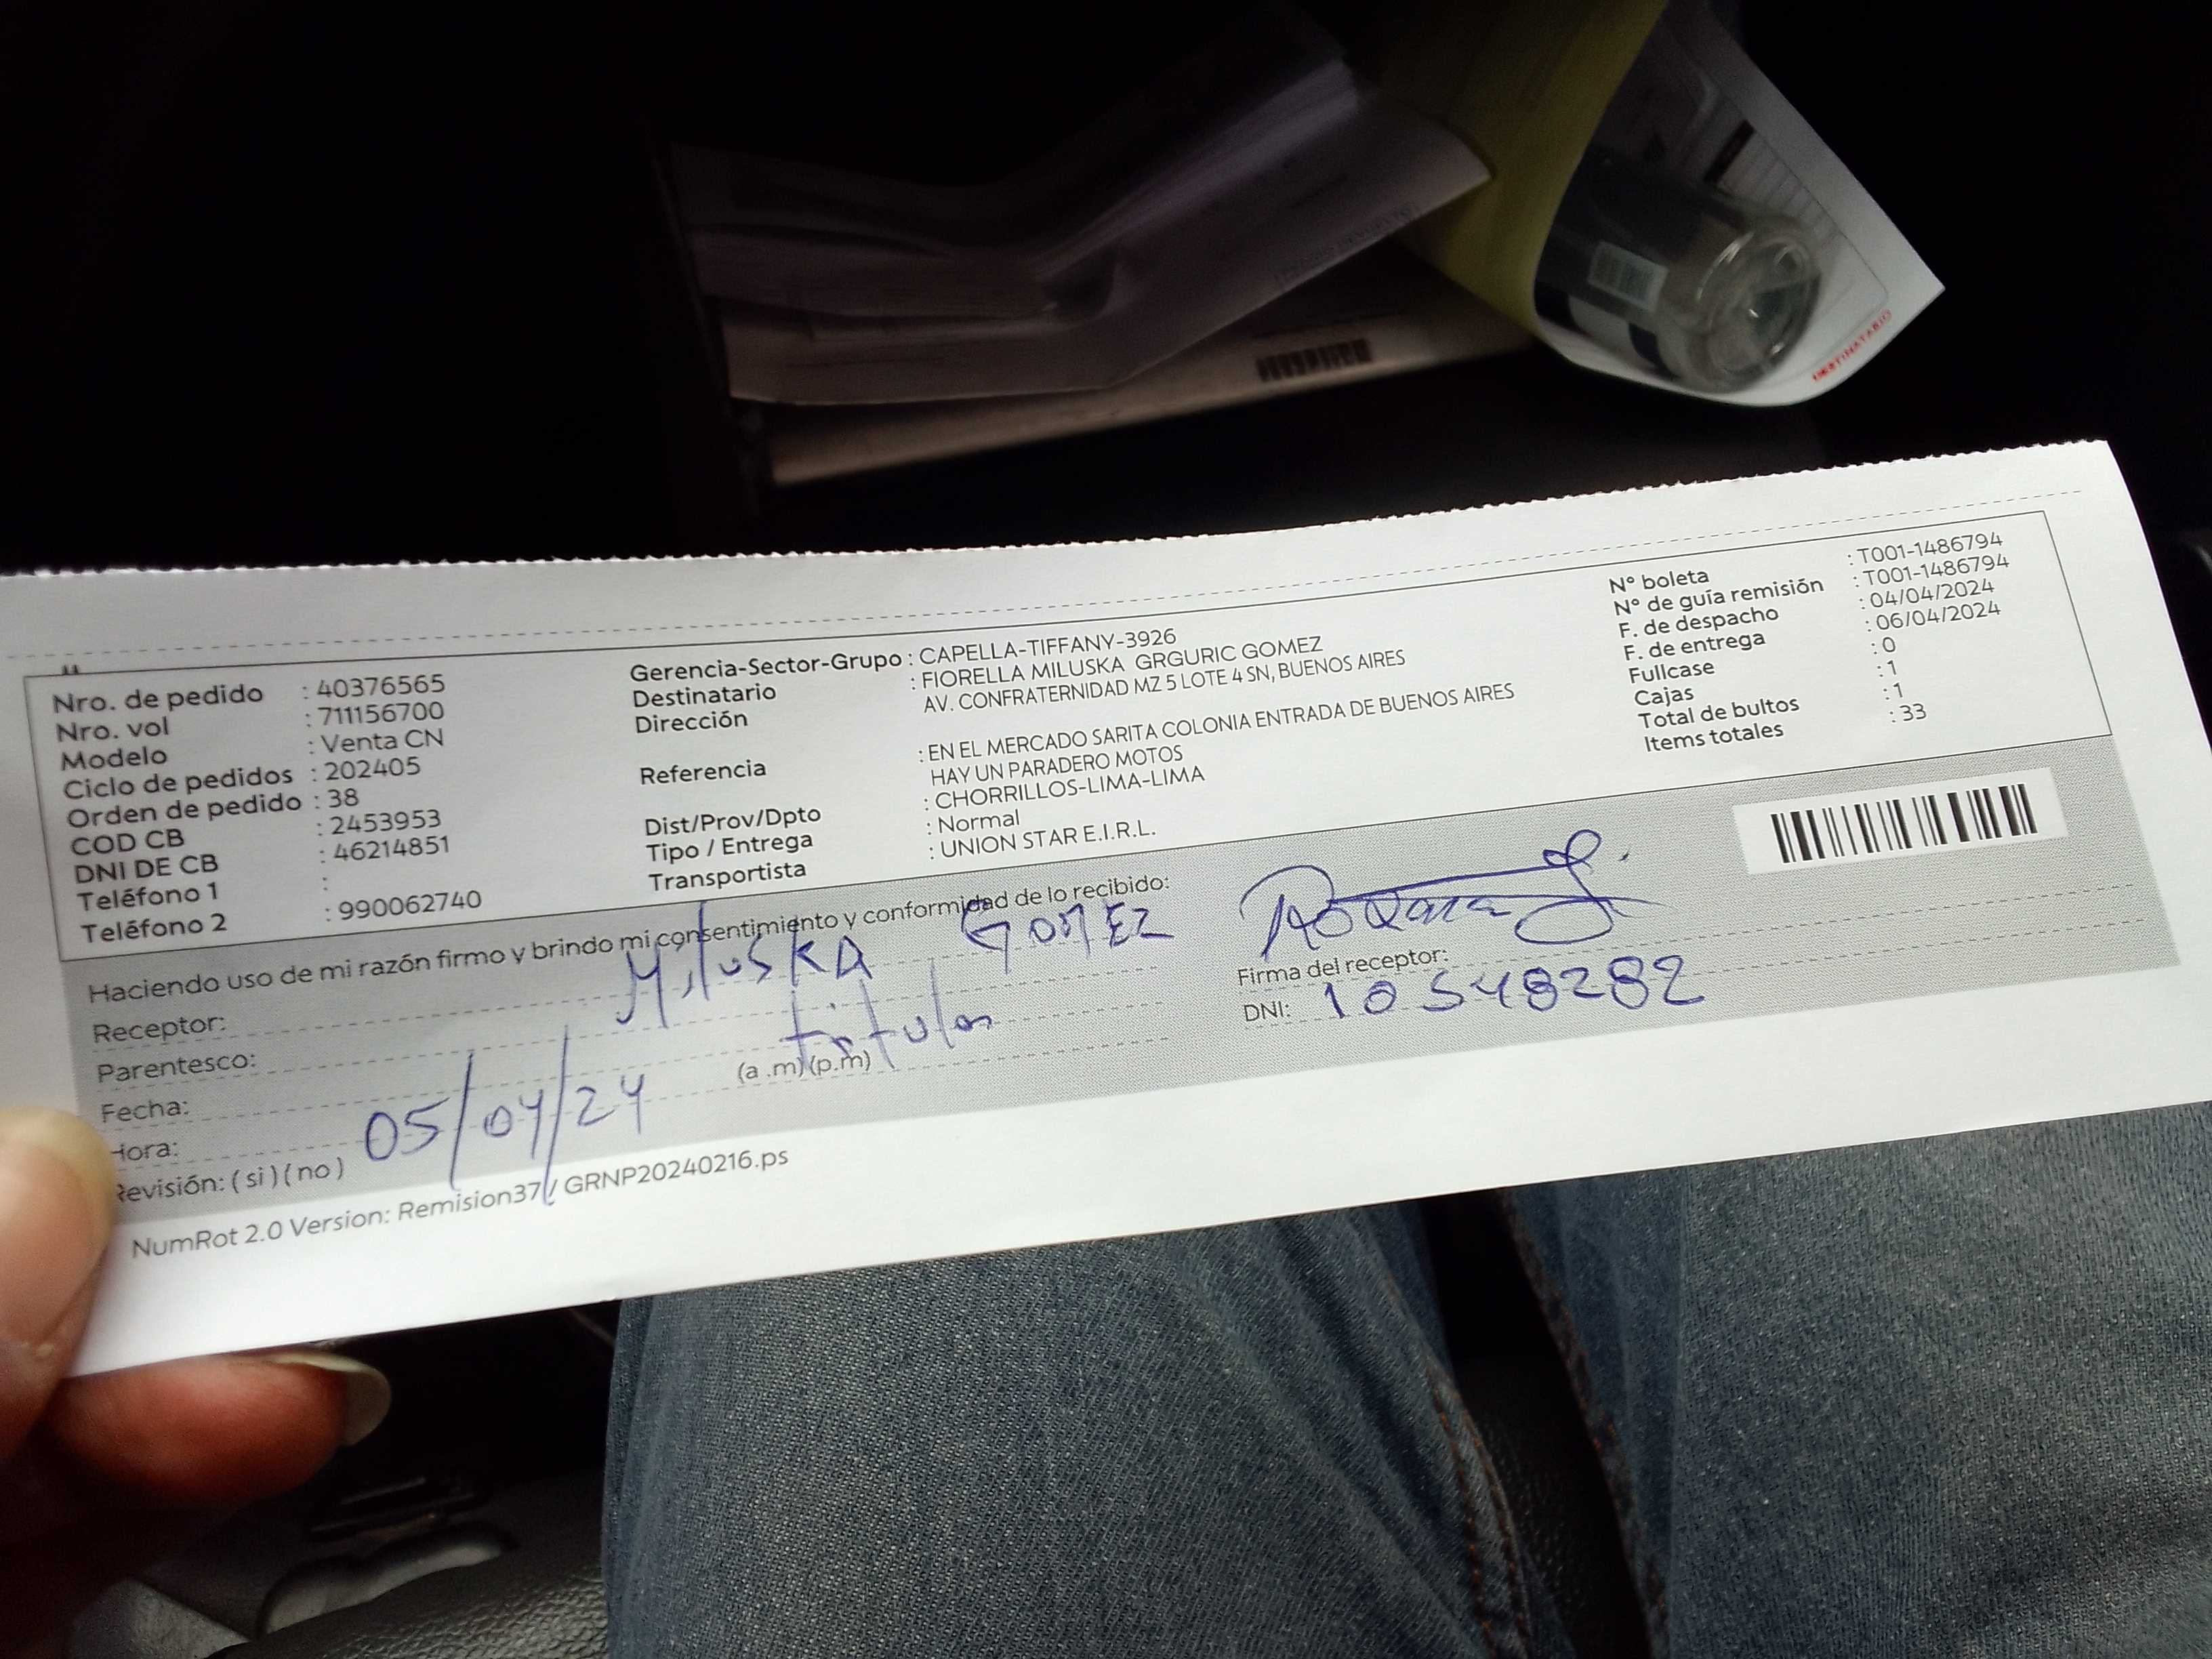 DESTINATARIO
Nro. de pedido : 40376565
Nro. vol : 711156700
Modelo : Venta CN
Ciclo de pedidos : 202405
Orden de pedido : 38
COD CB : 2453953
DNI DE CB : 46214851
Teléfono 1 :
Teléfono 2 : 990062740
Gerencia-Sector-Grupo : CAPELLA-TIFFANY-3926
Destinatario : FIORELLA MILUSKA GRGURIC GOMEZ
Dirección AV. CONFRATERNIDAD MZ 5 LOTE 4 SN, BUENOS AIRES
Referencia : EN EL MERCADO SARITA COLONIA ENTRADA DE BUENOS AIRES
HAY UN PARADERO MOTOS
Dist/Prov/Dpto : CHORRILLOS-LIMA-LIMA
Tipo / Entrega : Normal
Transportista : UNION STAR E.I.R.L.
N° boleta : T001-1486794
N° de guía remisión : T001-1486794
F. de despacho : 04/04/2024
F. de entrega : 06/04/2024
Fullcase : 0
Cajas : 1
Total de bultos : 1
Items totales : 33
Haciendo uso de mi razón firmo y brindo mi consentimiento y conformidad de lo recibido:
Receptor: MiluSKA GOMEZ
Parentesco: titular
Fecha: 05/04/24
Hora: (a .m)(p.m)
Revisión: ( si ) ( no )
Firma del receptor:
DNI: 10548282
NumRot 2.0 Version: Remision37 / GRNP20240216.ps